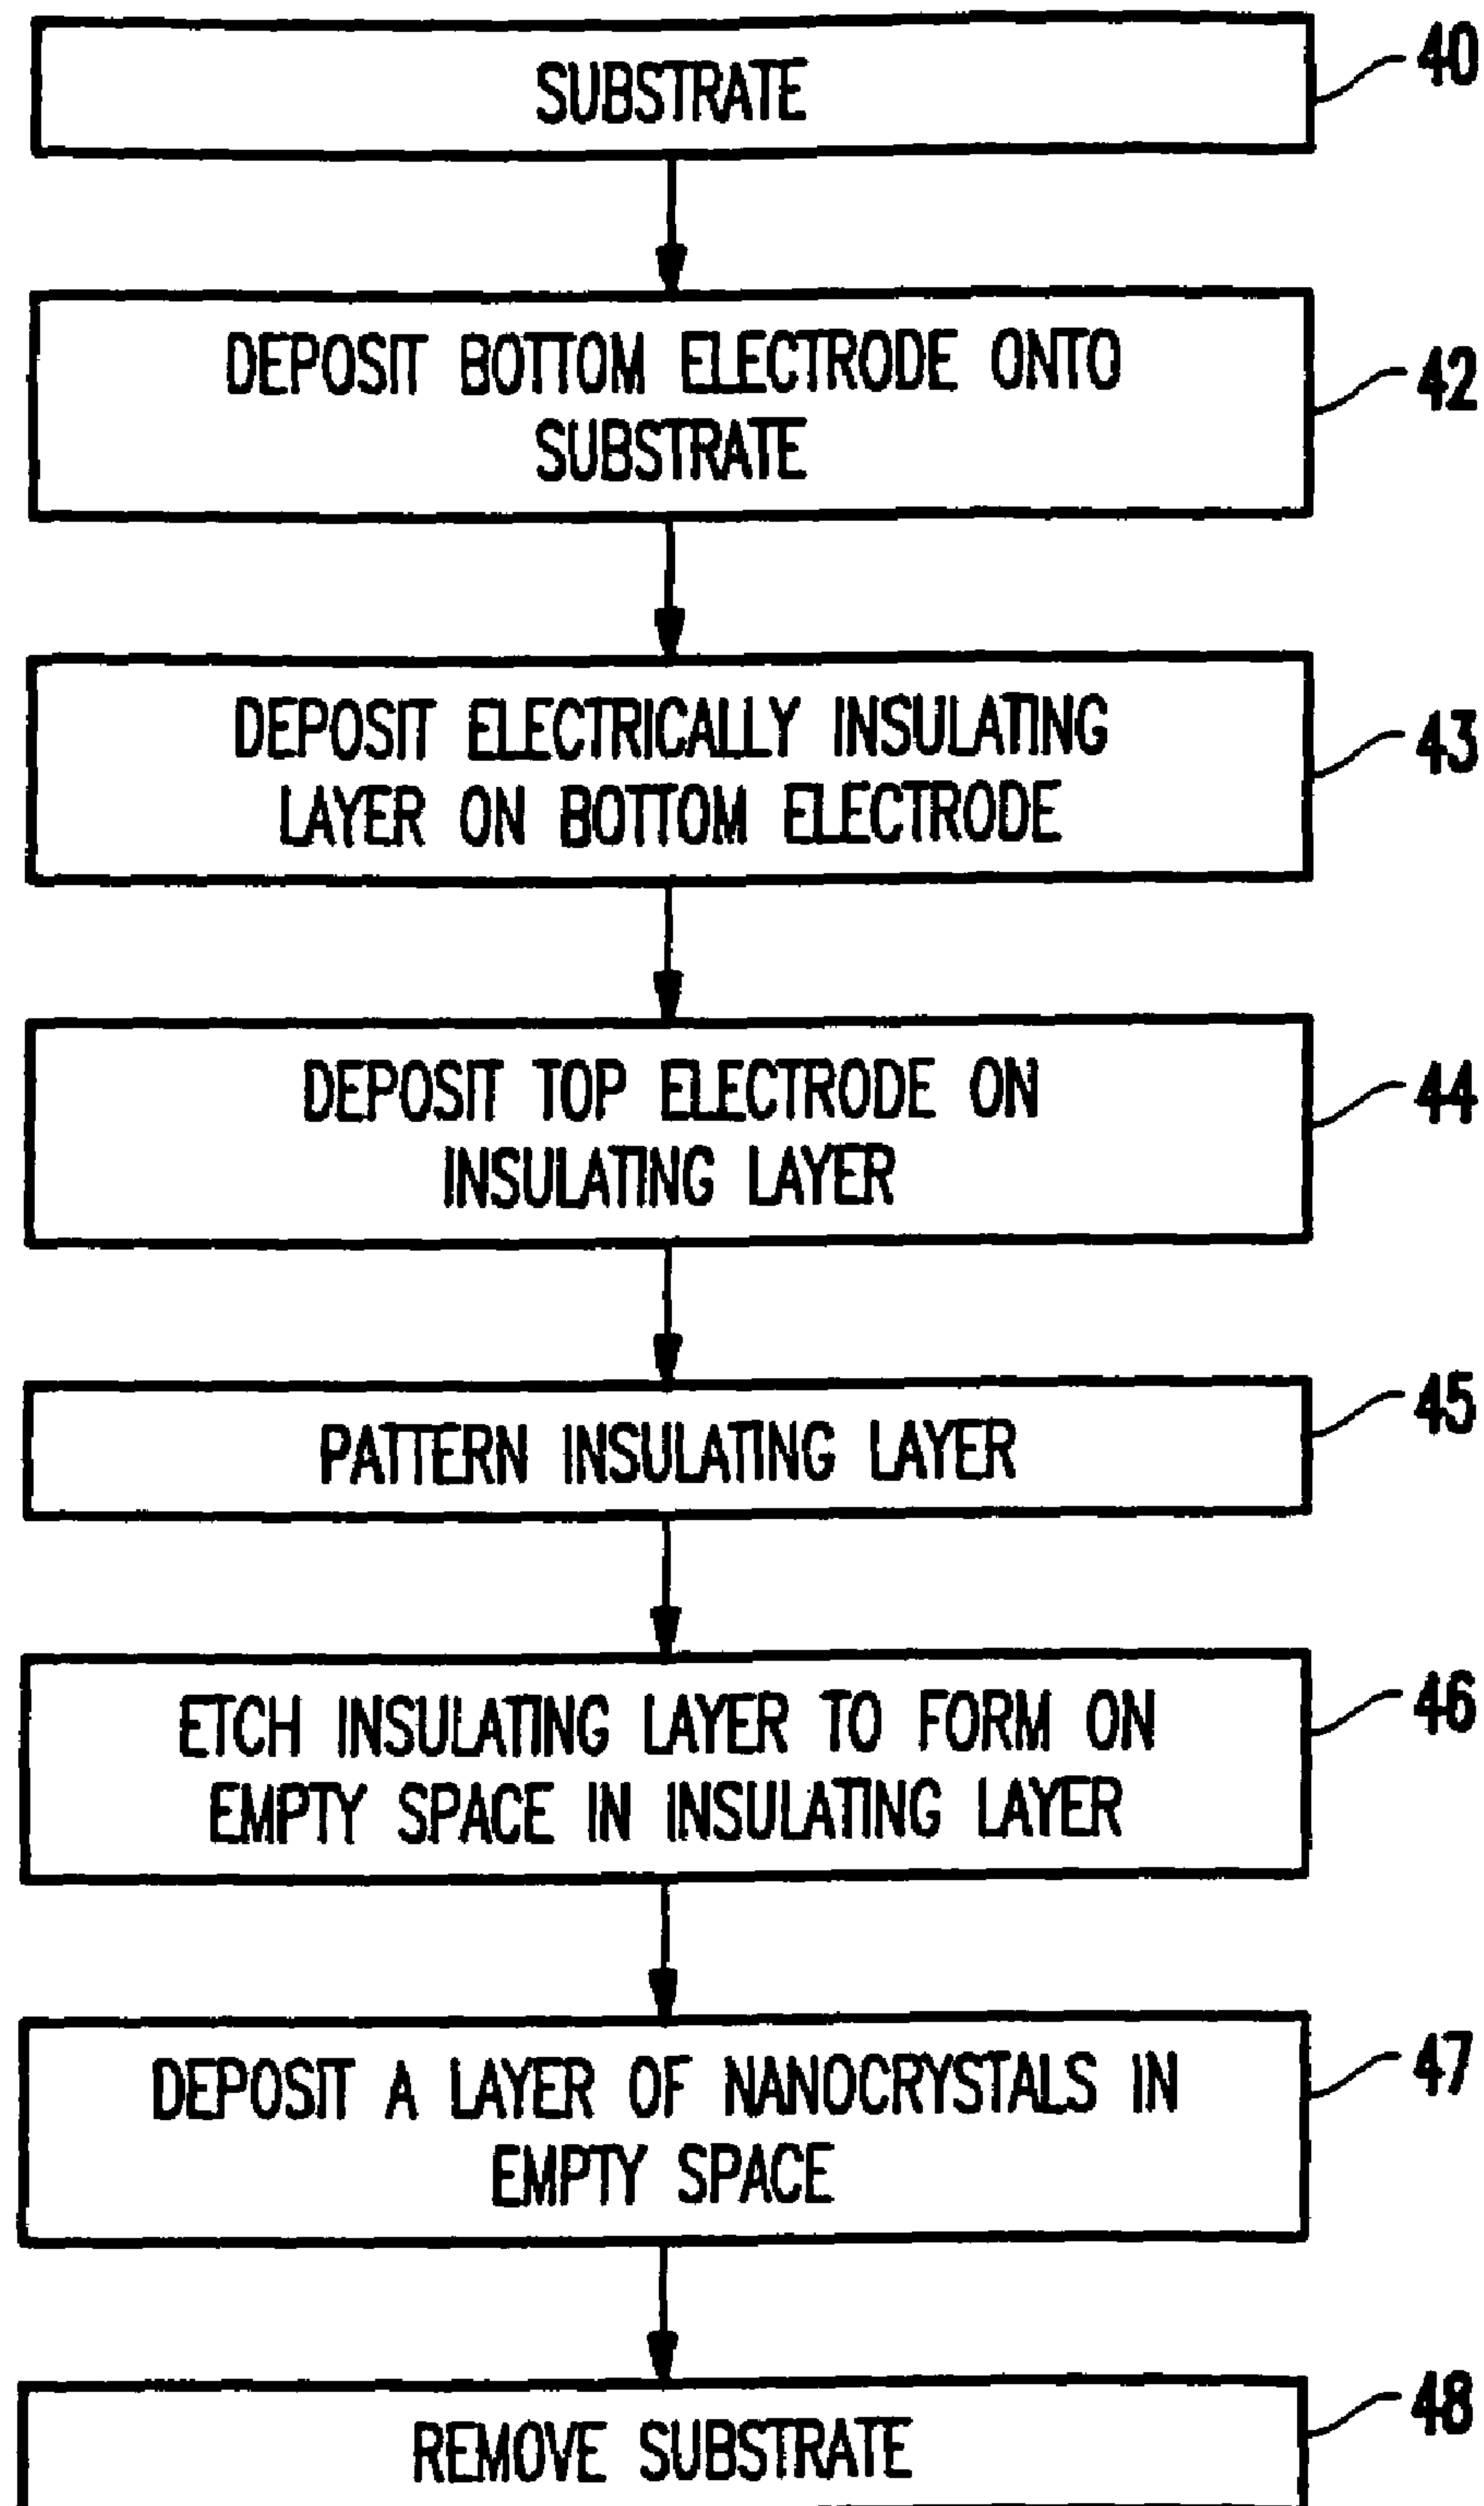 SUBSTRATE
40
DEPOSIT BOTTOM ELECTRODE ONTO
SUBSTRATE
42
DEPOSIT ELECTRICALLY INSULATING
LAYER ON BOTTOM ELECTRODE
43
DEPOSIT TOP ELECTRODE ON
INSULATING LAYER
44
PATTERN INSULATING LAYER
45
ETCH INSULATING LAYER TO FORM ON
EMPTY SPACE IN INSULATING LAYER
46
DEPOSIT A LAYER OF NANOCRYSTALS IN
EMPTY SPACE
47
REMOVE SUBSTRATE
48